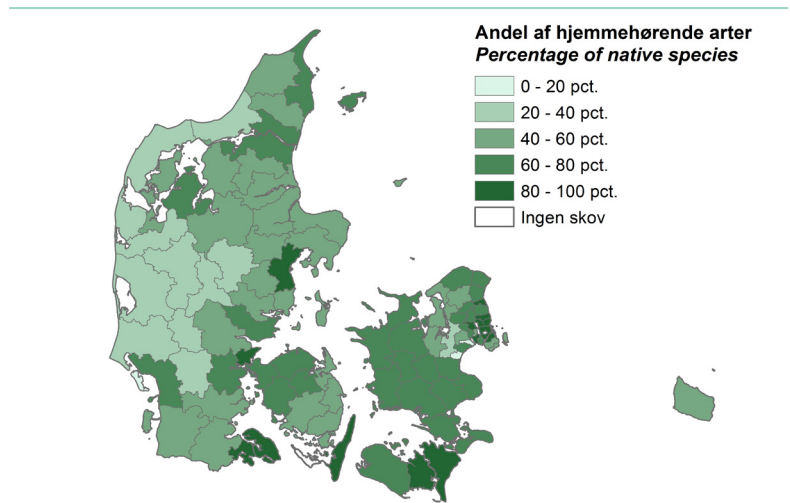 Andel af hjemmehørende arter
Percentage of native species
0 - 20 pct.
20 - 40 pct.
40 - 60 pct.
60 - 80 pct.
80 - 100 pct.
Ingen skov